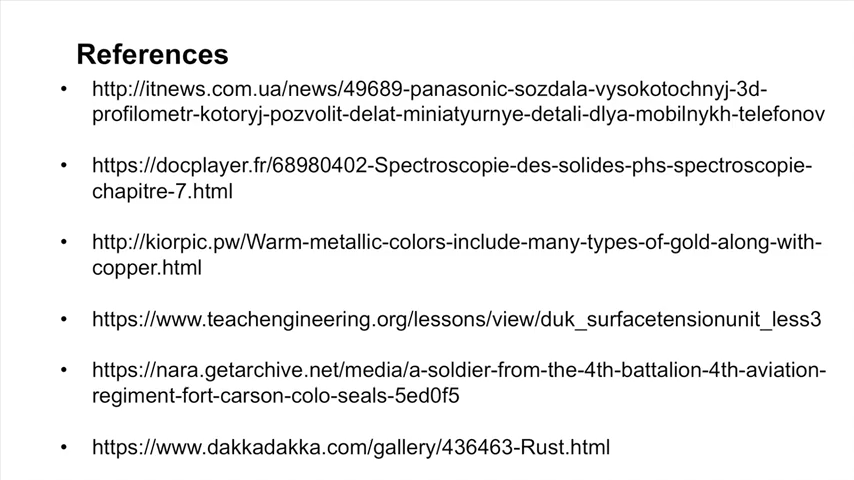 References
• http://itnews.com.ua/news/49689-panasonic-sozdala-vysokotochnyj-3d-
profilometr-kotoryj-pozvolit-delat-miniatyurnye-detali-dlya-mobilnykh-telefonov
• https://docplayer.fr/68980402-Spectroscopie-des-solides-phs-spectroscopie-
chapitre-7.html
• http://kiorpic.pw/Warm-metallic-colors-include-many-types-of-gold-along-with-
copper.html
• https://www.teachengineering.org/lessons/view/duk_surfacetensionunit_less3
• https://nara.getarchive.net/media/a-soldier-from-the-4th-battalion-4th-aviation-
regiment-fort-carson-colo-seals-5ed0f5
• https://www.dakkadakka.com/gallery/436463-Rust.html